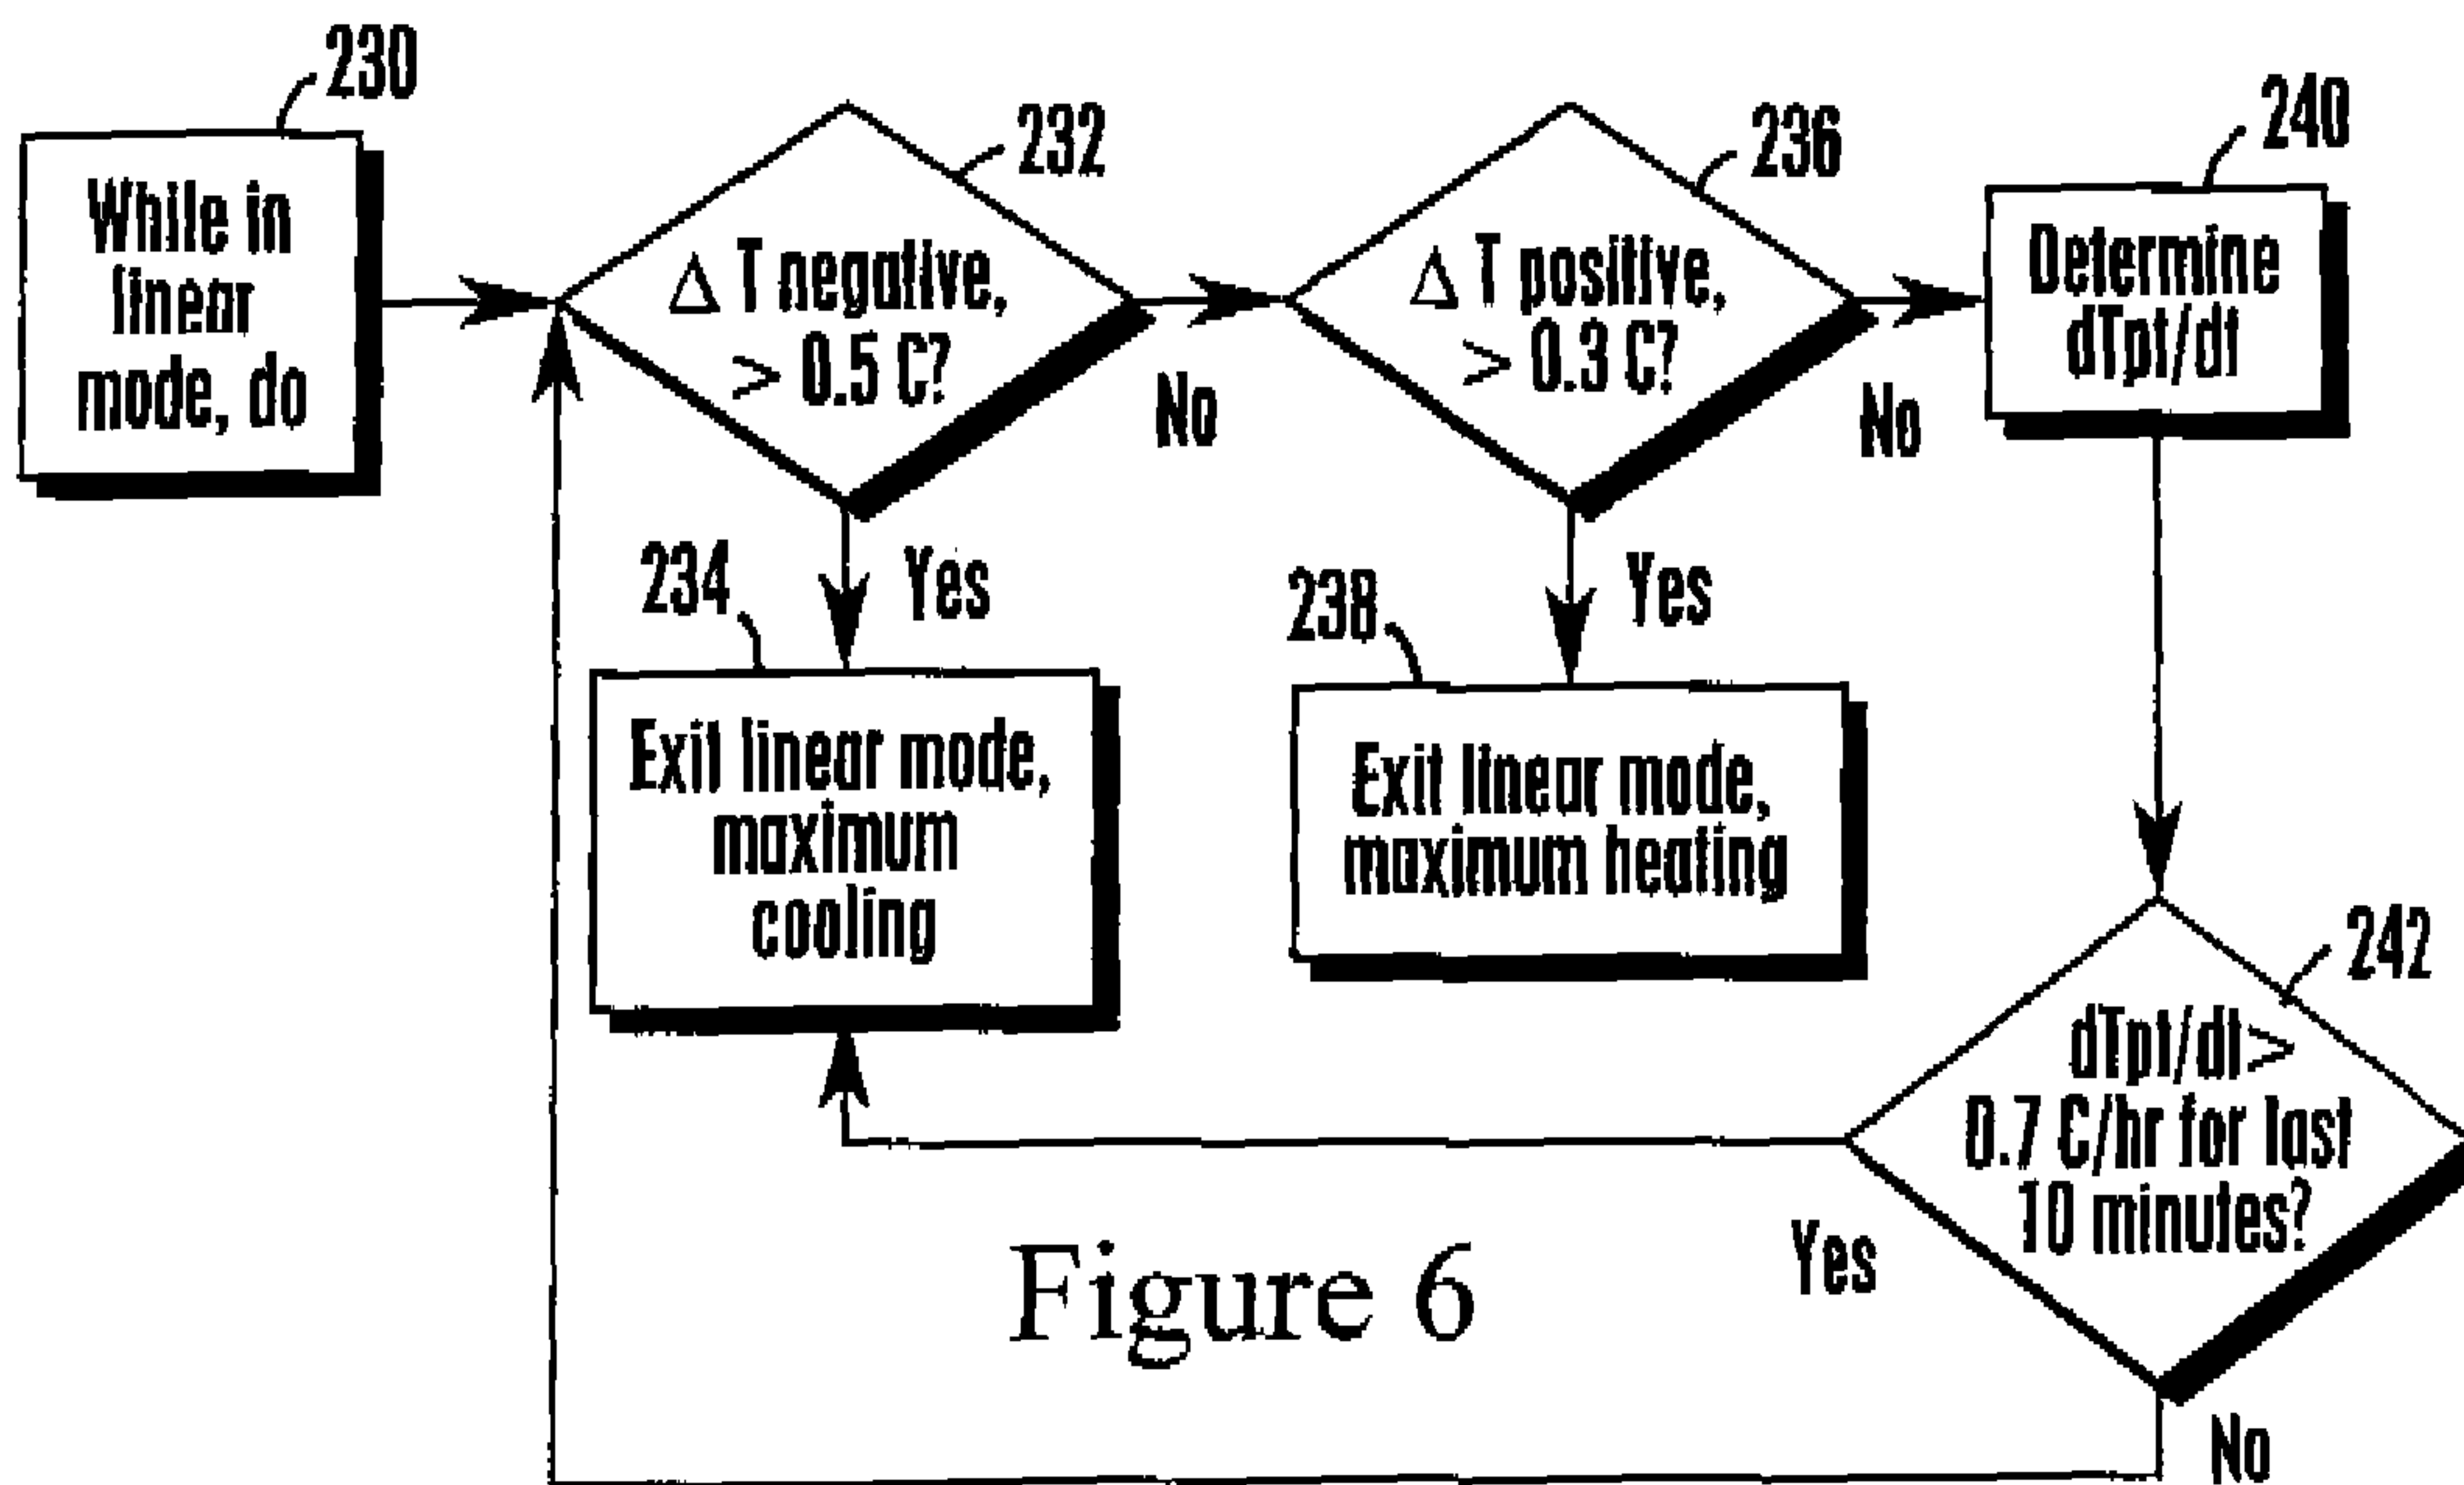 230
While in
linear
mode, do
232
Δ T negative,
> 0.5 C?
No
Yes
236
Δ T positive,
> 0.3 C?
No
Yes
240
Determine
dTpt/dt
234
Exit linear mode,
maximum
cooling
238
Exit linear mode,
maximum heating
242
dTpt/dt >
0.7 C/hr for last
10 minutes?
Yes
No
Figure 6